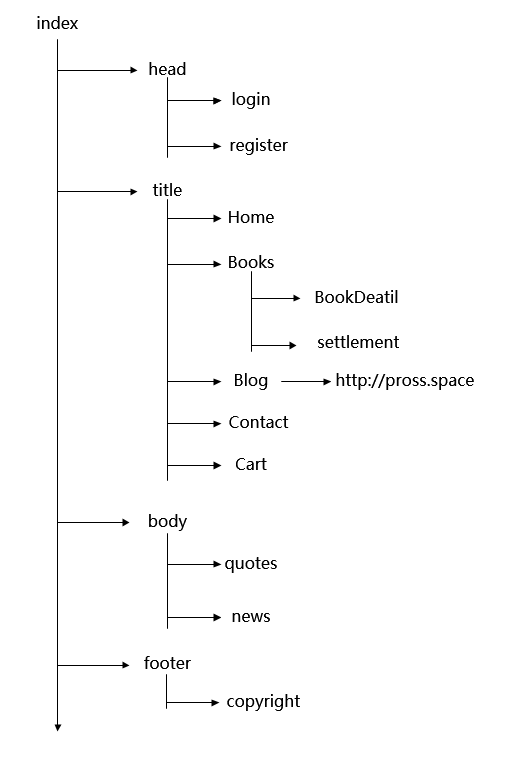 index
head
login
register
title
Home
Books
BookDeatil
settlement
Blog
http://pross.space
Contact
Cart
body
quotes
news
footer
copyright